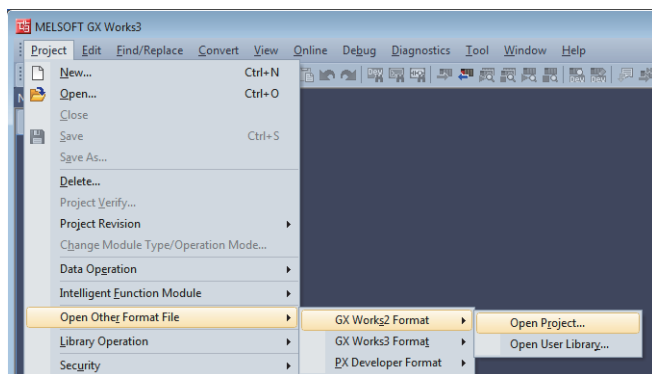 MELSOFT GX Works3
Project Edit Find/Replace Convert View Online Debug Diagnostics Tool Window Help
New... Ctrl+N
Open... Ctrl+O
Close
Save Ctrl+S
Save As...
Delete...
Project Verify...
Project Revision
Change Module Type/Operation Mode...
Data Operation
Intelligent Function Module
Open Other Format File
Library Operation
Security
GX Works2 Format
GX Works3 Format
PX Developer Format
Open Project...
Open User Library...